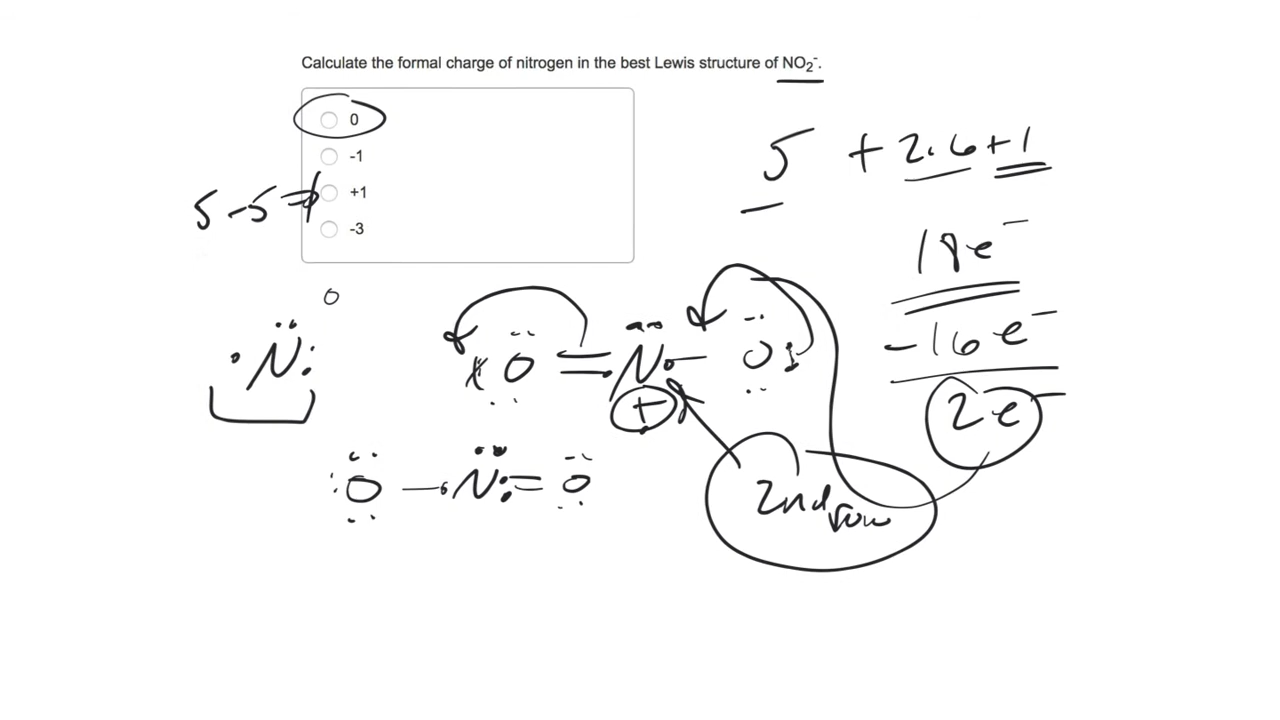 Calculate the formal charge of nitrogen in the best Lewis structure of NO₂⁻.
0
-1
+1
-3
5 + 2.6 +1
18e⁻
-16e⁻
2e⁻
5 -5 =
0
N
O = N - O
+
O - N = O
2nd row